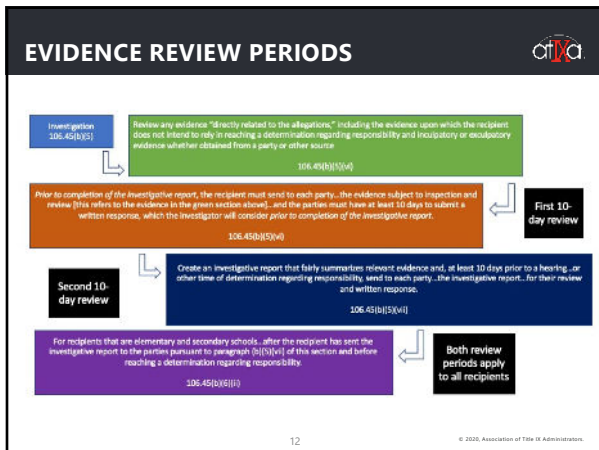 EVIDENCE REVIEW PERIODS
atIXa
Investigation
106.45(b)(5)
Review any evidence "directly related to the allegations," including the evidence upon which the recipient
does not intend to rely in reaching a determination regarding responsibility and inculpatory or exculpatory
evidence whether obtained from a party or other source
106.45(b)(5)(vi)
Prior to completion of the investigative report, the recipient must send to each party...the evidence subject to inspection and
review [this refers to the evidence in the green section above]...and the parties must have at least 10 days to submit a
written response, which the investigator will consider prior to completion of the investigative report.
106.45(b)(5)(vi)
First 10-
day review
Second 10-
day review
Create an investigative report that fairly summarizes relevant evidence and, at least 10 days prior to a hearing...or
other time of determination regarding responsibility, send to each party...the investigative report...for their review
and written response.
106.45(b)(5)(vii)
For recipients that are elementary and secondary schools...after the recipient has sent the
investigative report to the parties pursuant to paragraph (b)(5)(vii) of this section and before
reaching a determination regarding responsibility.
106.45(b)(6)(ii)
Both review
periods apply
to all recipients
12
© 2020, Association of Title IX Administrators.